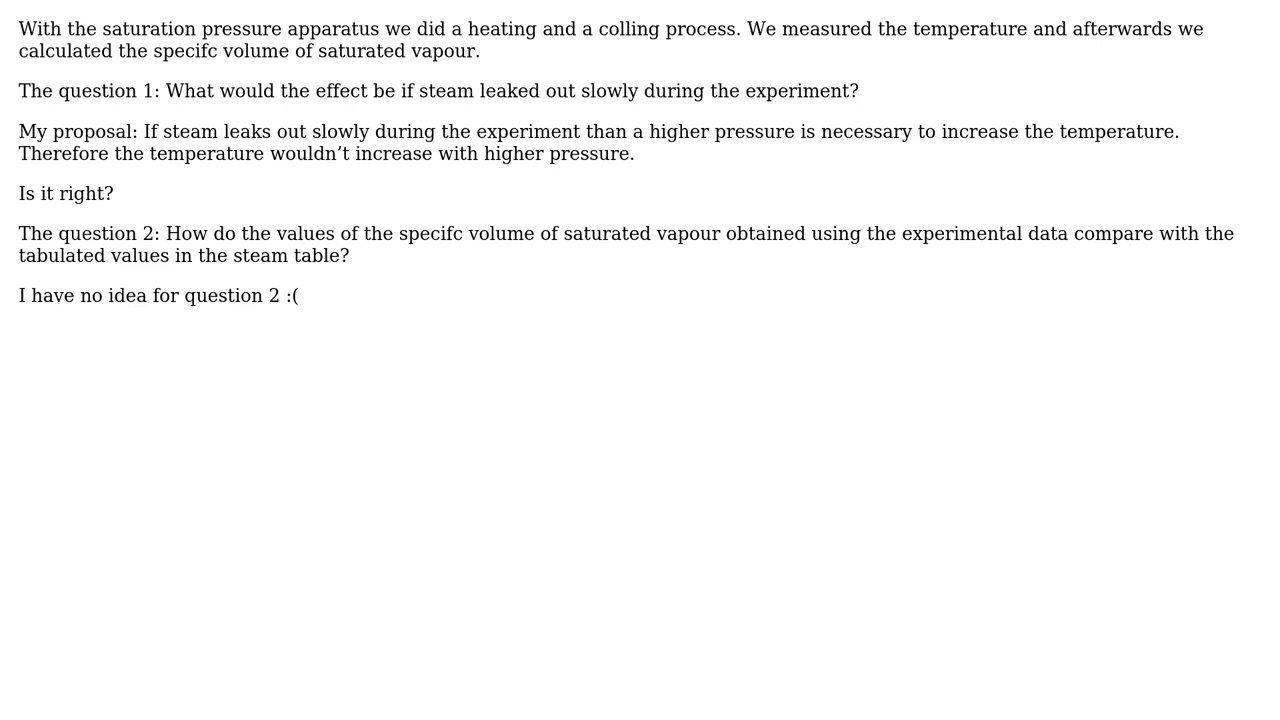 With the saturation pressure apparatus we did a heating and a colling process. We measured the temperature and afterwards we
calculated the specifc volume of saturated vapour.
The question 1: What would the effect be if steam leaked out slowly during the experiment?
My proposal: If steam leaks out slowly during the experiment than a higher pressure is necessary to increase the temperature.
Therefore the temperature wouldn’t increase with higher pressure.
Is it right?
The question 2: How do the values of the specifc volume of saturated vapour obtained using the experimental data compare with the
tabulated values in the steam table?
I have no idea for question 2 :(